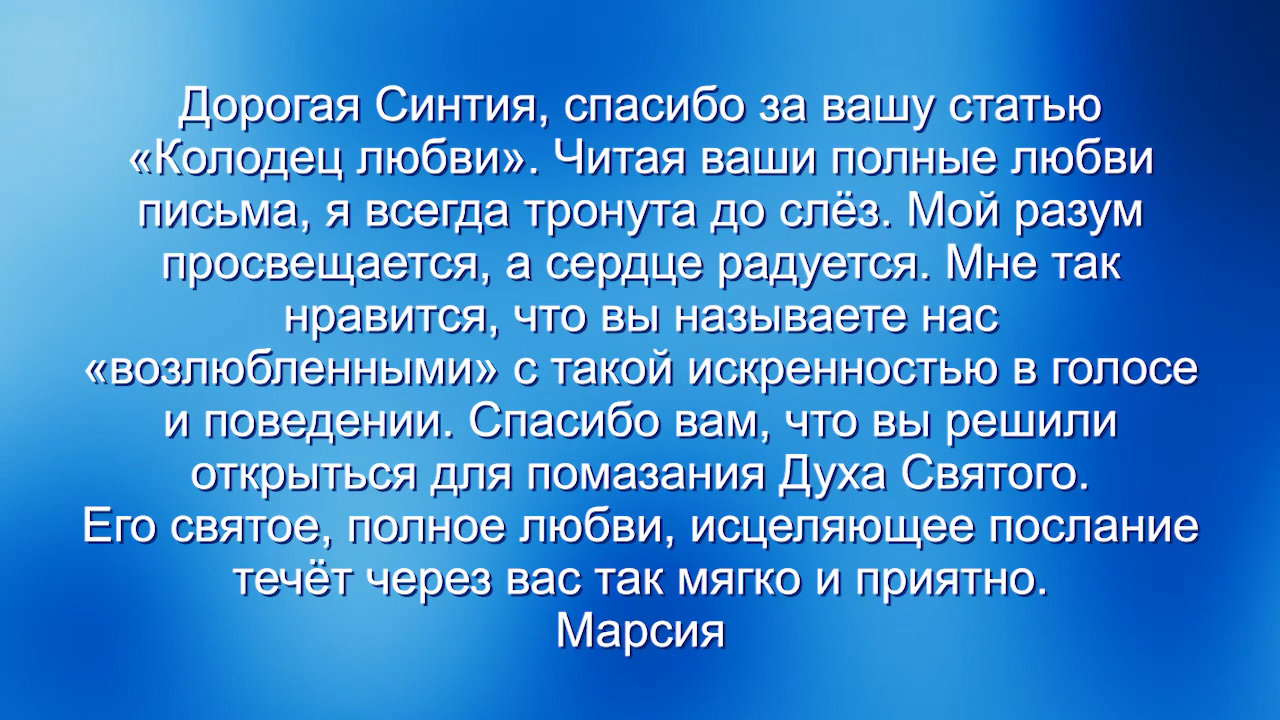 Дорогая Синтия, спасибо за вашу статью
«Колодец любви». Читая ваши полные любви
письма, я всегда тронута до слёз. Мой разум
просвещается, а сердце радуется. Мне так
нравится, что вы называете нас
«возлюбленными» с такой искренностью в голосе
и поведении. Спасибо вам, что вы решили
открыться для помазания Духа Святого.
Его святое, полное любви, исцеляющее послание
течёт через вас так мягко и приятно.
Марсия